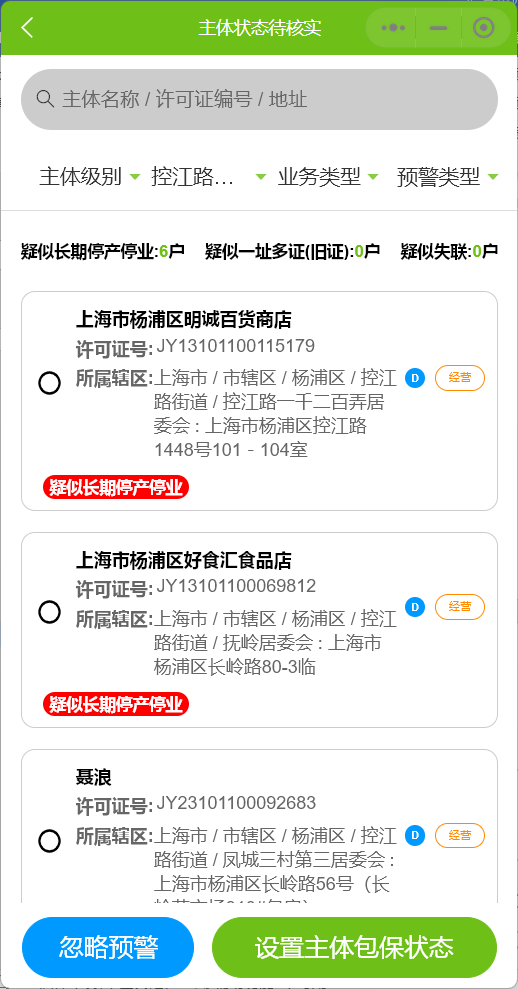 主体状态待核实
主体名称 / 许可证编号 / 地址
主体级别 控江路… 业务类型 预警类型
疑似长期停产停业:6户 疑似一址多证(旧证):0户 疑似失联:0户
上海市杨浦区明诚百货商店
许可证号:JY13101100115179
所属辖区:上海市 / 市辖区 / 杨浦区 / 控江 D 经营
路街道 / 控江路一千二百弄居
委会 : 上海市杨浦区控江路
1448号101－104室
疑似长期停产停业
上海市杨浦区好食汇食品店
许可证号:JY13101100069812
所属辖区:上海市 / 市辖区 / 杨浦区 / 控江 D 经营
路街道 / 抚岭居委会 : 上海市
杨浦区长岭路80-3临
疑似长期停产停业
聂浪
许可证号:JY23101100092683
所属辖区:上海市 / 市辖区 / 杨浦区 / 控江 D 经营
路街道 / 凤城三村第三居委会 :
上海市杨浦区长岭路56号（长
忽略预警 设置主体包保状态